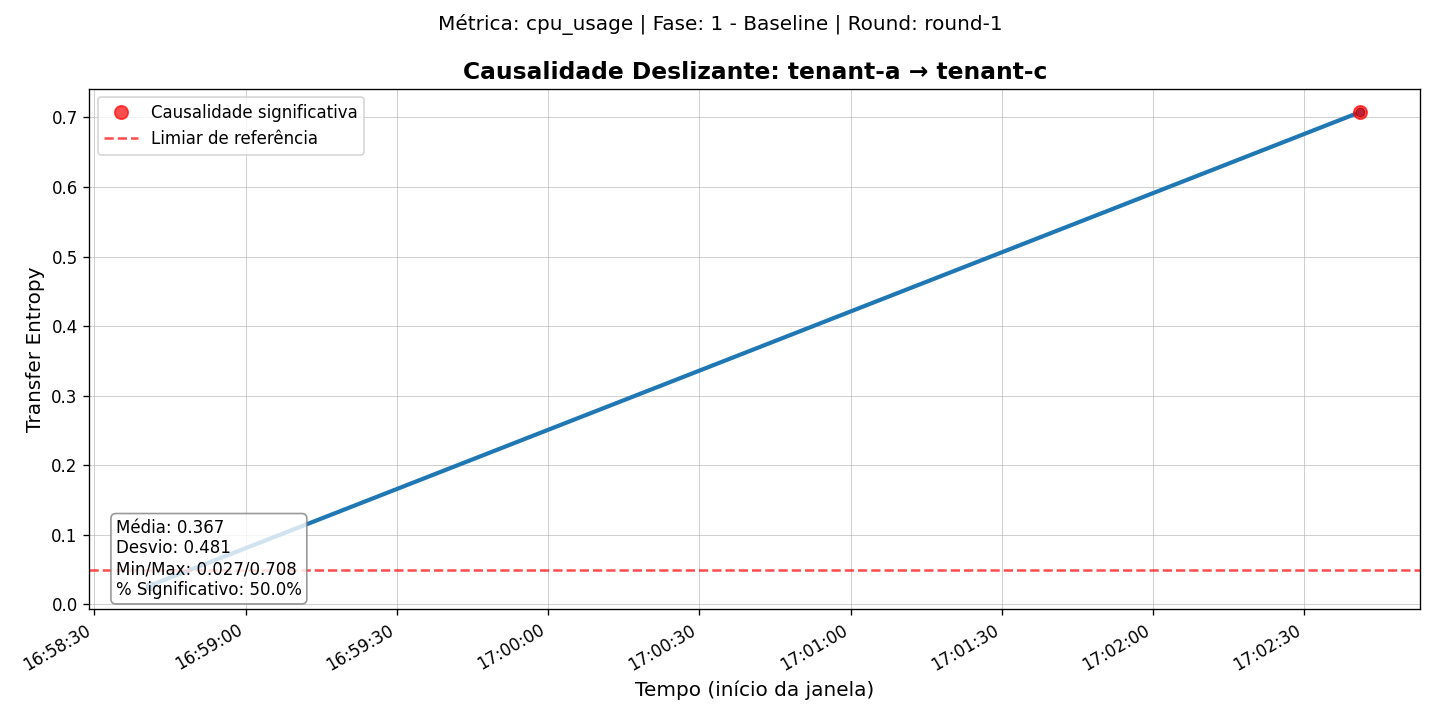 Métrica: cpu_usage | Fase: 1 - Baseline | Round: round-1
Causalidade Deslizante: tenant-a → tenant-c
Causalidade significativa
Limiar de referência
Transfer Entropy
0.7
0.6
0.5
0.4
0.3
0.2
0.1
0.0
Média: 0.367
Desvio: 0.481
Min/Max: 0.027/0.708
% Significativo: 50.0%
16:58:30
16:59:00
16:59:30
17:00:00
17:00:30
17:01:00
17:01:30
17:02:00
17:02:30
Tempo (início da janela)